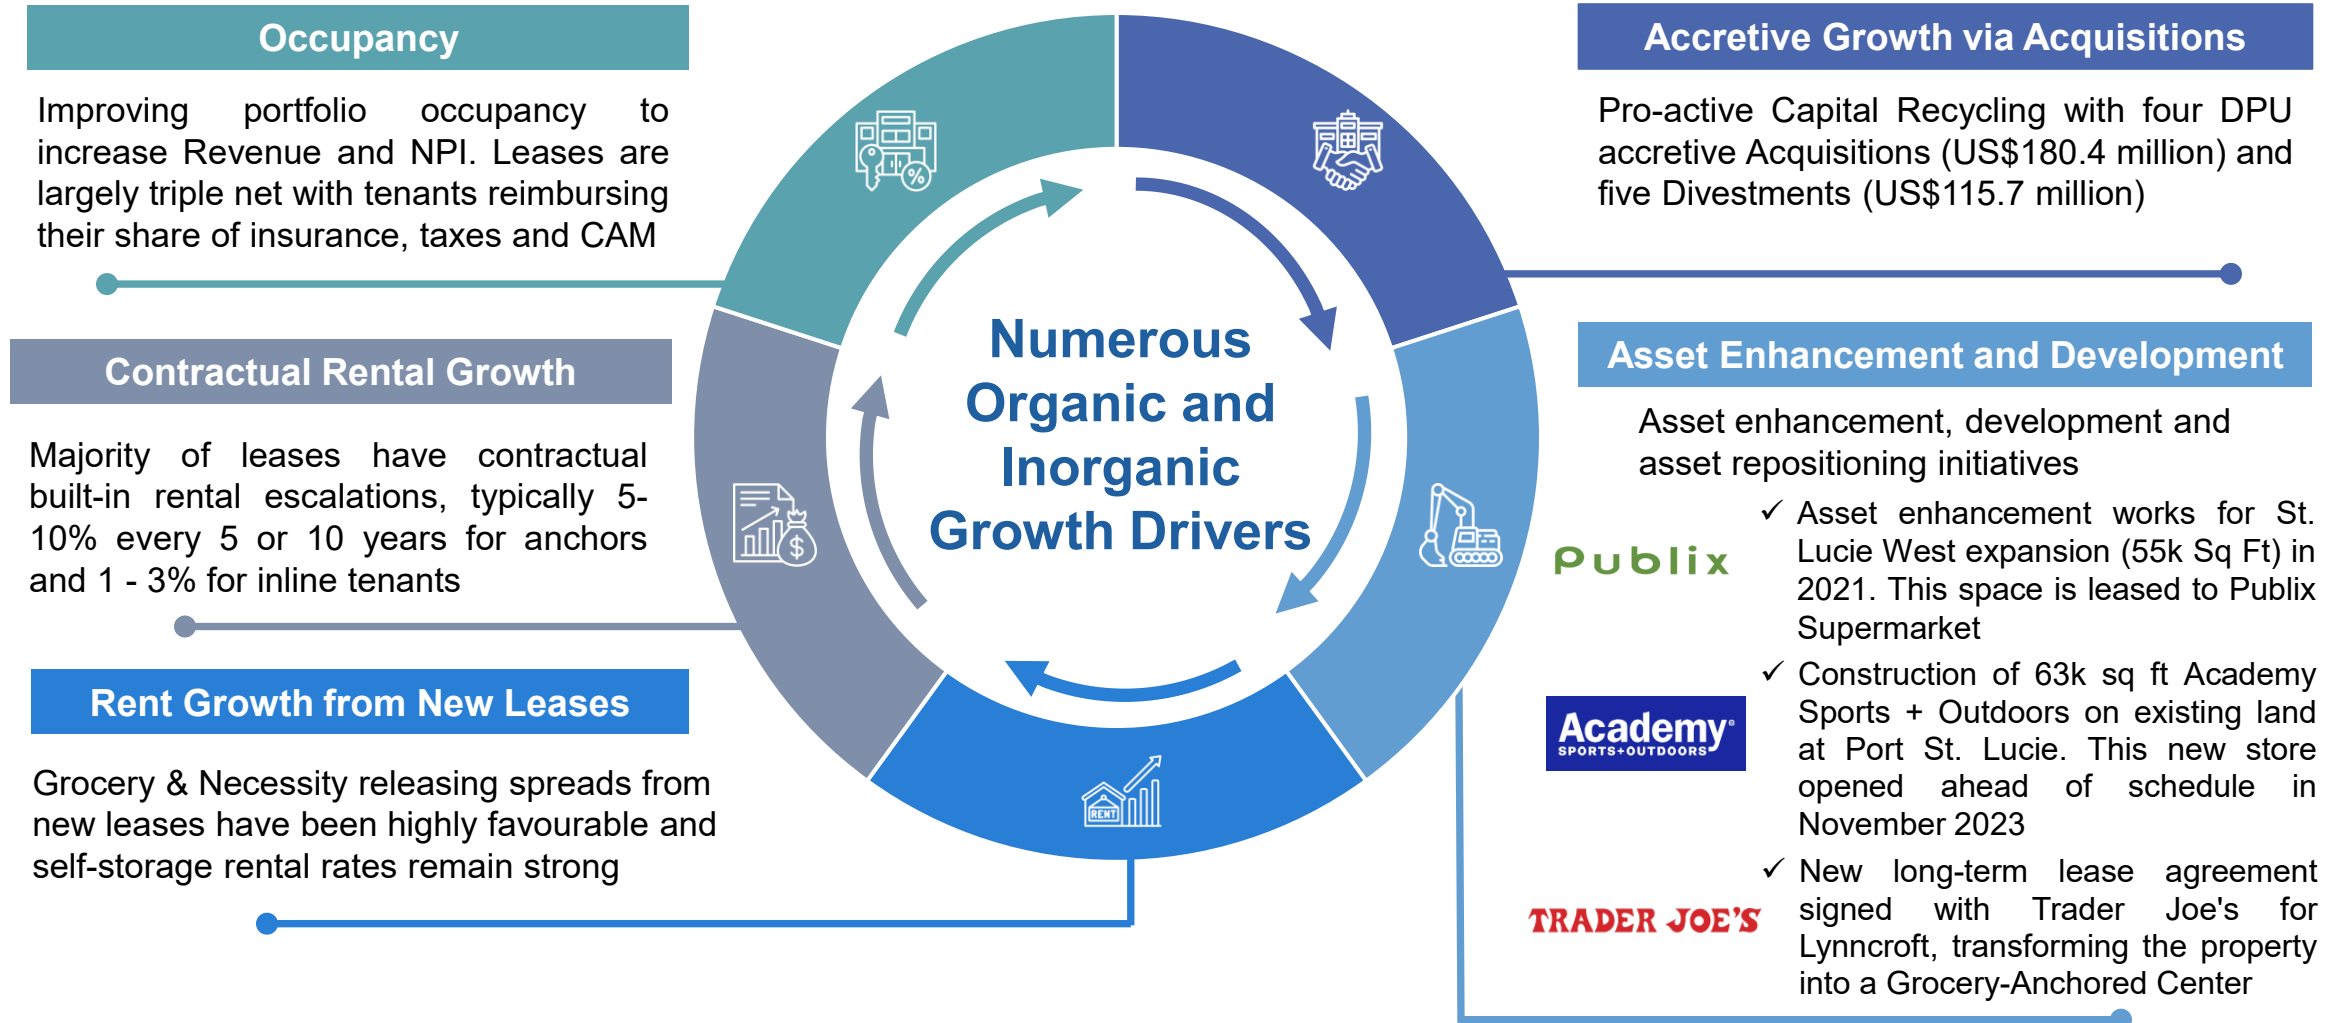 Occupancy
Improving portfolio occupancy to
increase Revenue and NPI. Leases are
largely triple net with tenants reimbursing
their share of insurance, taxes and CAM
Contractual Rental Growth
Majority of leases have contractual
built-in rental escalations, typically 5-
10% every 5 or 10 years for anchors
and 1 - 3% for inline tenants
Rent Growth from New Leases
Grocery & Necessity releasing spreads from
new leases have been highly favourable and
self-storage rental rates remain strong
%
$
RENT
Numerous
Organic and
Inorganic
Growth Drivers
Accretive Growth via Acquisitions
Pro-active Capital Recycling with four DPU
accretive Acquisitions (US$180.4 million) and
five Divestments (US$115.7 million)
Asset Enhancement and Development
Asset enhancement, development and
asset repositioning initiatives
Publix
✓ Asset enhancement works for St.
Lucie West expansion (55k Sq Ft) in
2021. This space is leased to Publix
Supermarket
Academy
SPORTS+OUTDOORS
✓ Construction of 63k sq ft Academy
Sports + Outdoors on existing land
at Port St. Lucie. This new store
opened ahead of schedule in
November 2023
TRADER JOE'S
✓ New long-term lease agreement
signed with Trader Joe's for
Lynncroft, transforming the property
into a Grocery-Anchored Center